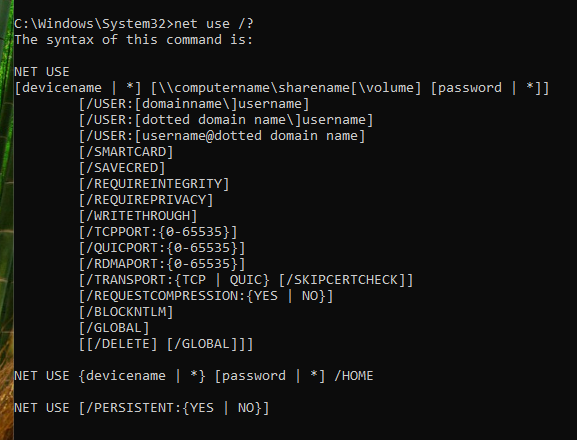 C:\Windows\System32>net use /?
The syntax of this command is:
NET USE
[devicename | *] [\\computername\sharename[\volume] [password | *]]
[/USER:[domainname\]username]
[/USER:[dotted domain name\]username]
[/USER:[username@dotted domain name]
[/SMARTCARD]
[/SAVECRED]
[/REQUIREINTEGRITY]
[/REQUIREPRIVACY]
[/WRITETHROUGH]
[/TCPPORT:{0-65535}]
[/QUICPORT:{0-65535}]
[/RDMAPORT:{0-65535}]
[/TRANSPORT:{TCP | QUIC} [/SKIPCERTCHECK]]
[/REQUESTCOMPRESSION:{YES | NO}]
[/BLOCKNTLM]
[/GLOBAL]
[[/DELETE] [/GLOBAL]]]
NET USE {devicename | *} [password | *] /HOME
NET USE [/PERSISTENT:{YES | NO}]